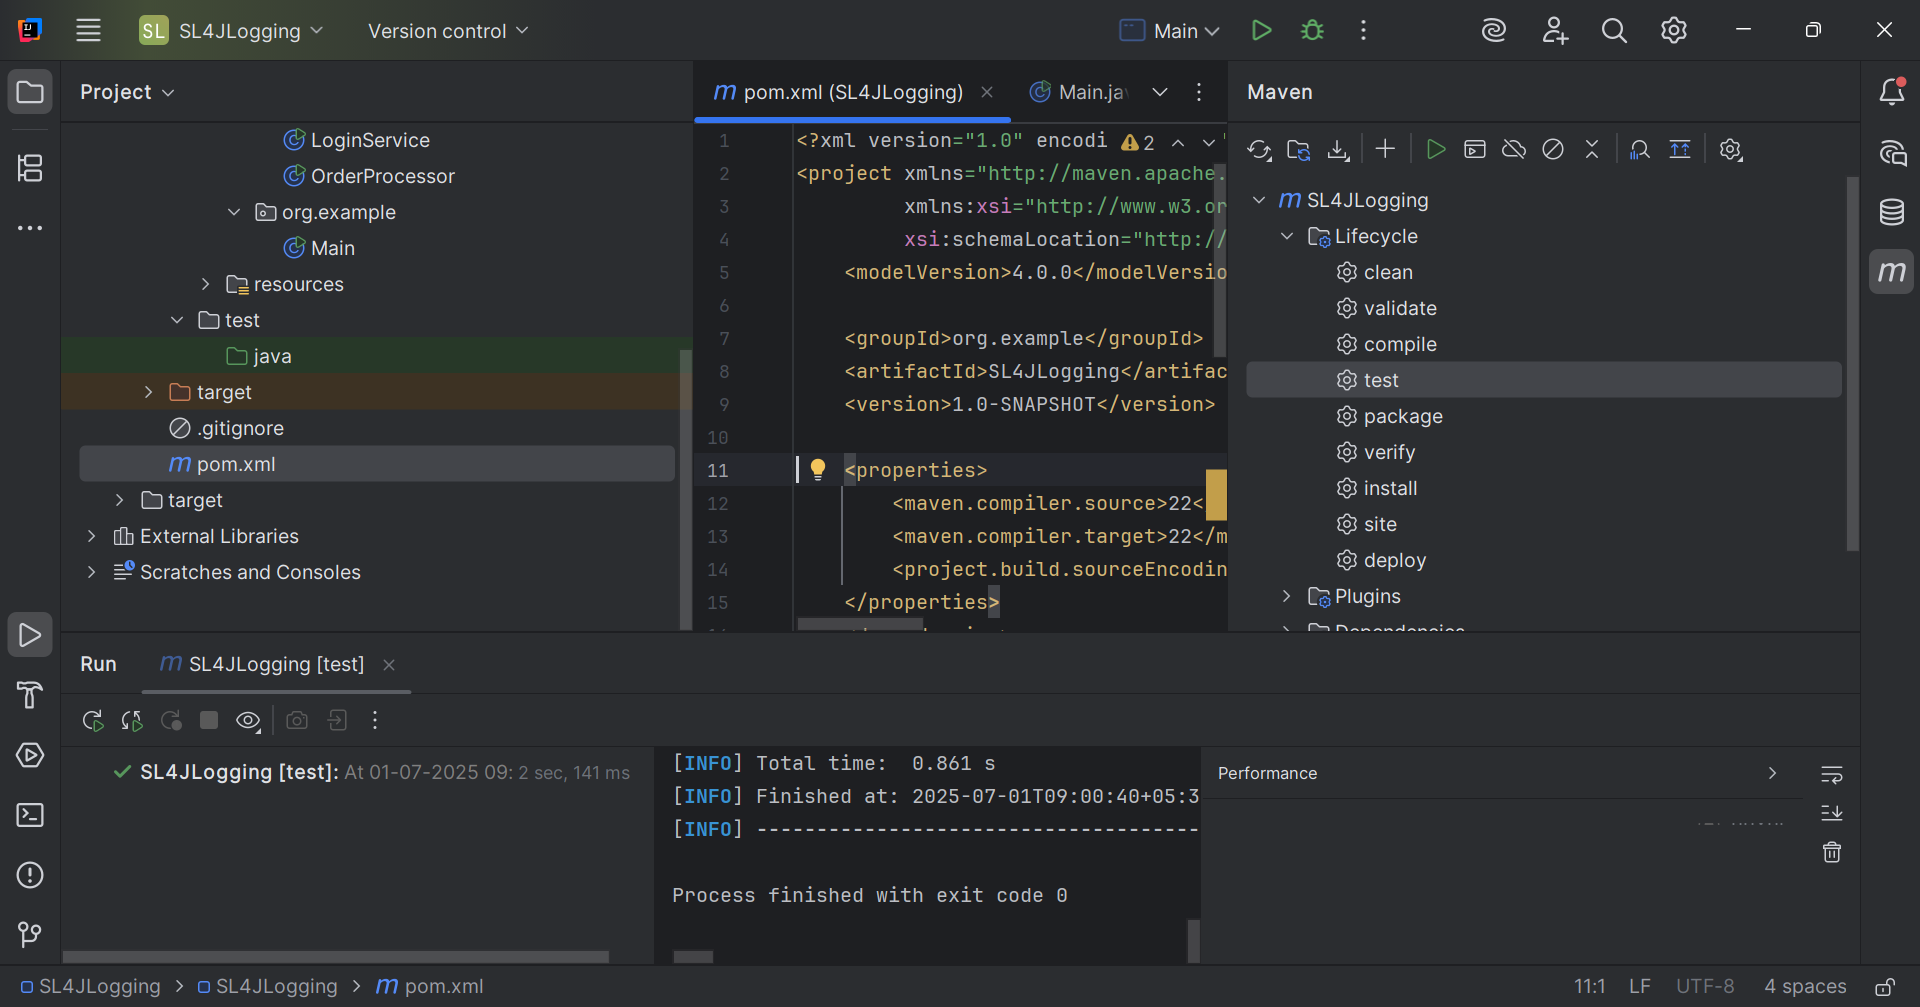 SL SL4JLogging Version control Main
Project
LoginService
OrderProcessor
org.example
Main
resources
test
java
target
.gitignore
m pom.xml
target
External Libraries
Scratches and Consoles
m pom.xml (SL4JLogging) Main.ja
1 <?xml version="1.0" encodi 2
2 <project xmlns="http://maven.apache.
3 xmlns:xsi="http://www.w3.or
4 xsi:schemaLocation="http://
5 <modelVersion>4.0.0</modelVersio
6
7 <groupId>org.example</groupId>
8 <artifactId>SL4JLogging</artifac
9 <version>1.0-SNAPSHOT</version>
10
11 <properties>
12 <maven.compiler.source>22<
13 <maven.compiler.target>22</m
14 <project.build.sourceEncodin
15 </properties>
Maven
m SL4JLogging
Lifecycle
clean
validate
compile
test
package
verify
install
site
deploy
Plugins
Dependencies
m
Run m SL4JLogging [test]
SL4JLogging [test]: At 01-07-2025 09: 2 sec, 141 ms
[INFO] Total time:  0.861 s
[INFO] Finished at: 2025-07-01T09:00:40+05:3
[INFO] -------------------------------------
Process finished with exit code 0
Performance
SL4JLogging > SL4JLogging > m pom.xml
11:1 LF UTF-8 4 spaces